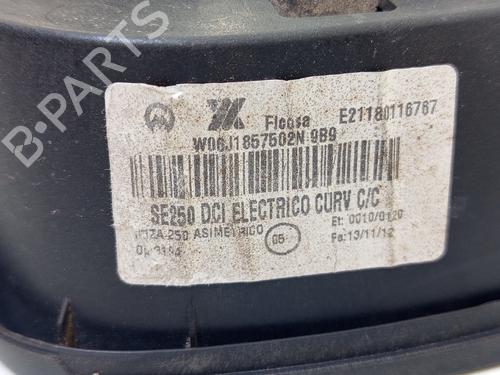 Ficosa E21180116767
W06J1857502N 9B9
SE250 DCI ELECTRICO CURV C/C
IBIZA 250 ASIMETRICO 05 Et: 0010/0120
Fa:13/11/12
B-PARTS